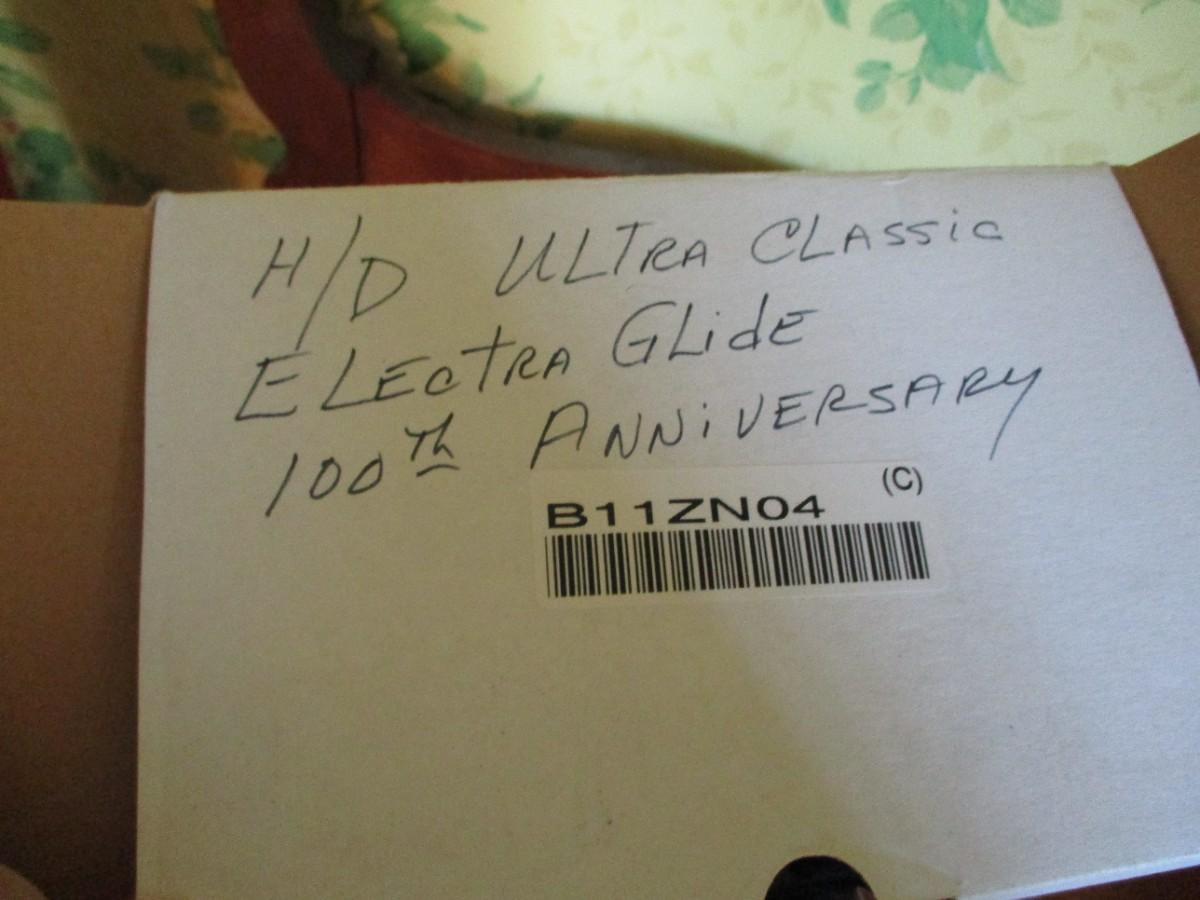 H/D ULTRA CLASSiC
ELECTRA GLidE
100Th ANNiVERSARY
(C)
B11ZN04